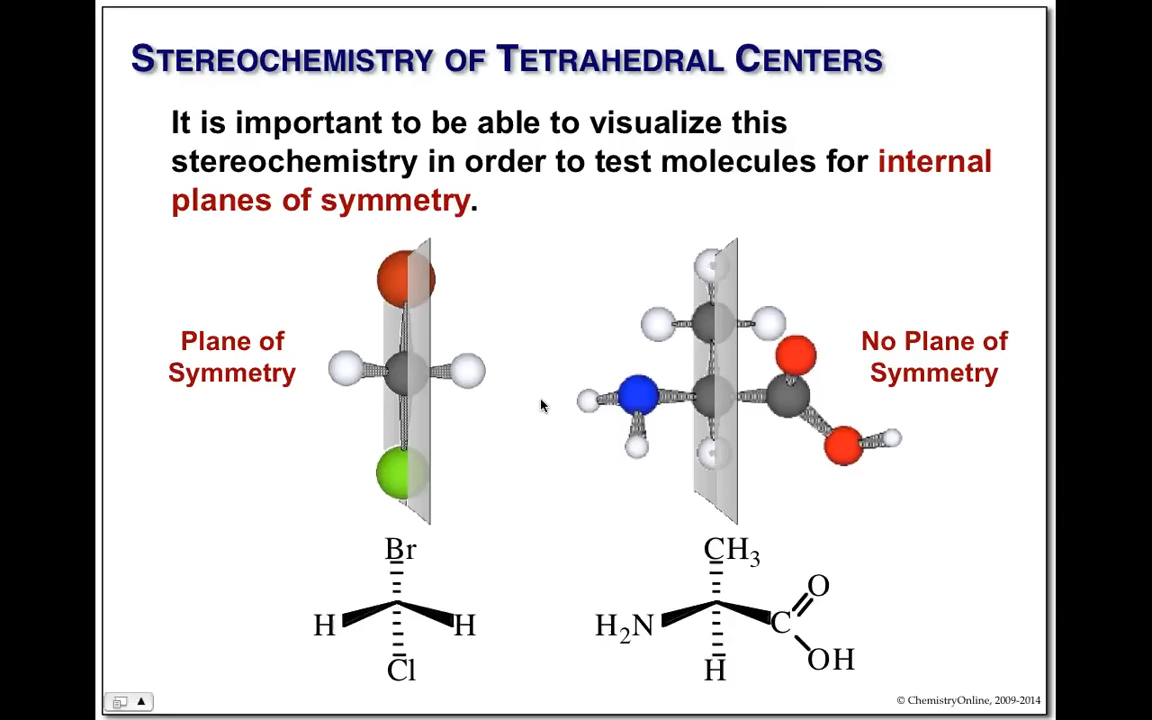 STEREOCHEMISTRY OF TETRAHEDRAL CENTERS
It is important to be able to visualize this
stereochemistry in order to test molecules for internal
planes of symmetry.
Plane of
Symmetry
No Plane of
Symmetry
Br
H H
Cl
CH3
O
H2N C
OH
H
© ChemistryOnline, 2009-2014